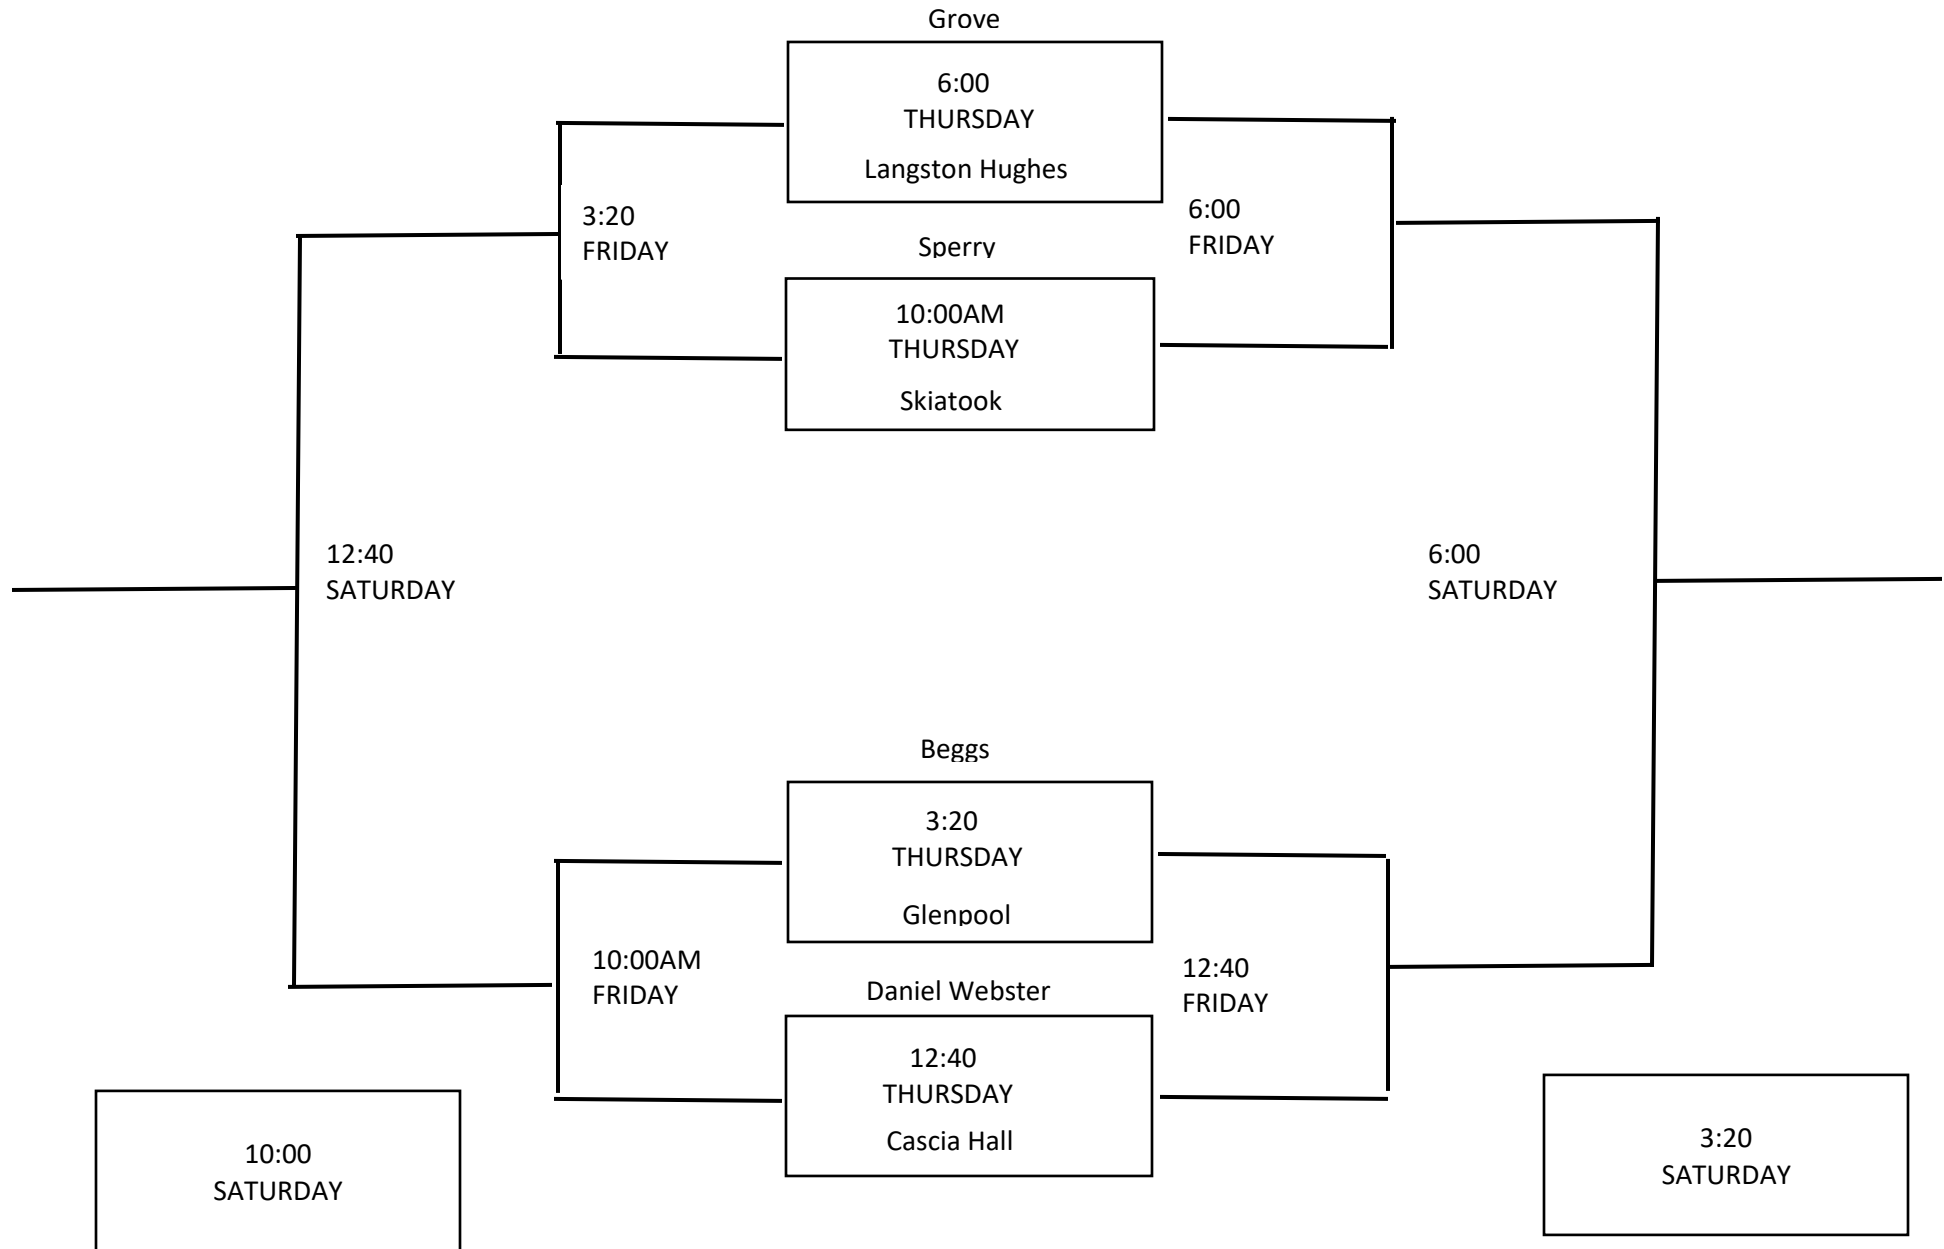 Grove
6:00
THURSDAY
Langston Hughes
3:20
FRIDAY
6:00
FRIDAY
Sperry
10:00AM
THURSDAY
Skiatook
12:40
SATURDAY
6:00
SATURDAY
Beggs
3:20
THURSDAY
Glenpool
10:00AM
FRIDAY
12:40
FRIDAY
Daniel Webster
12:40
THURSDAY
Cascia Hall
10:00
SATURDAY
3:20
SATURDAY